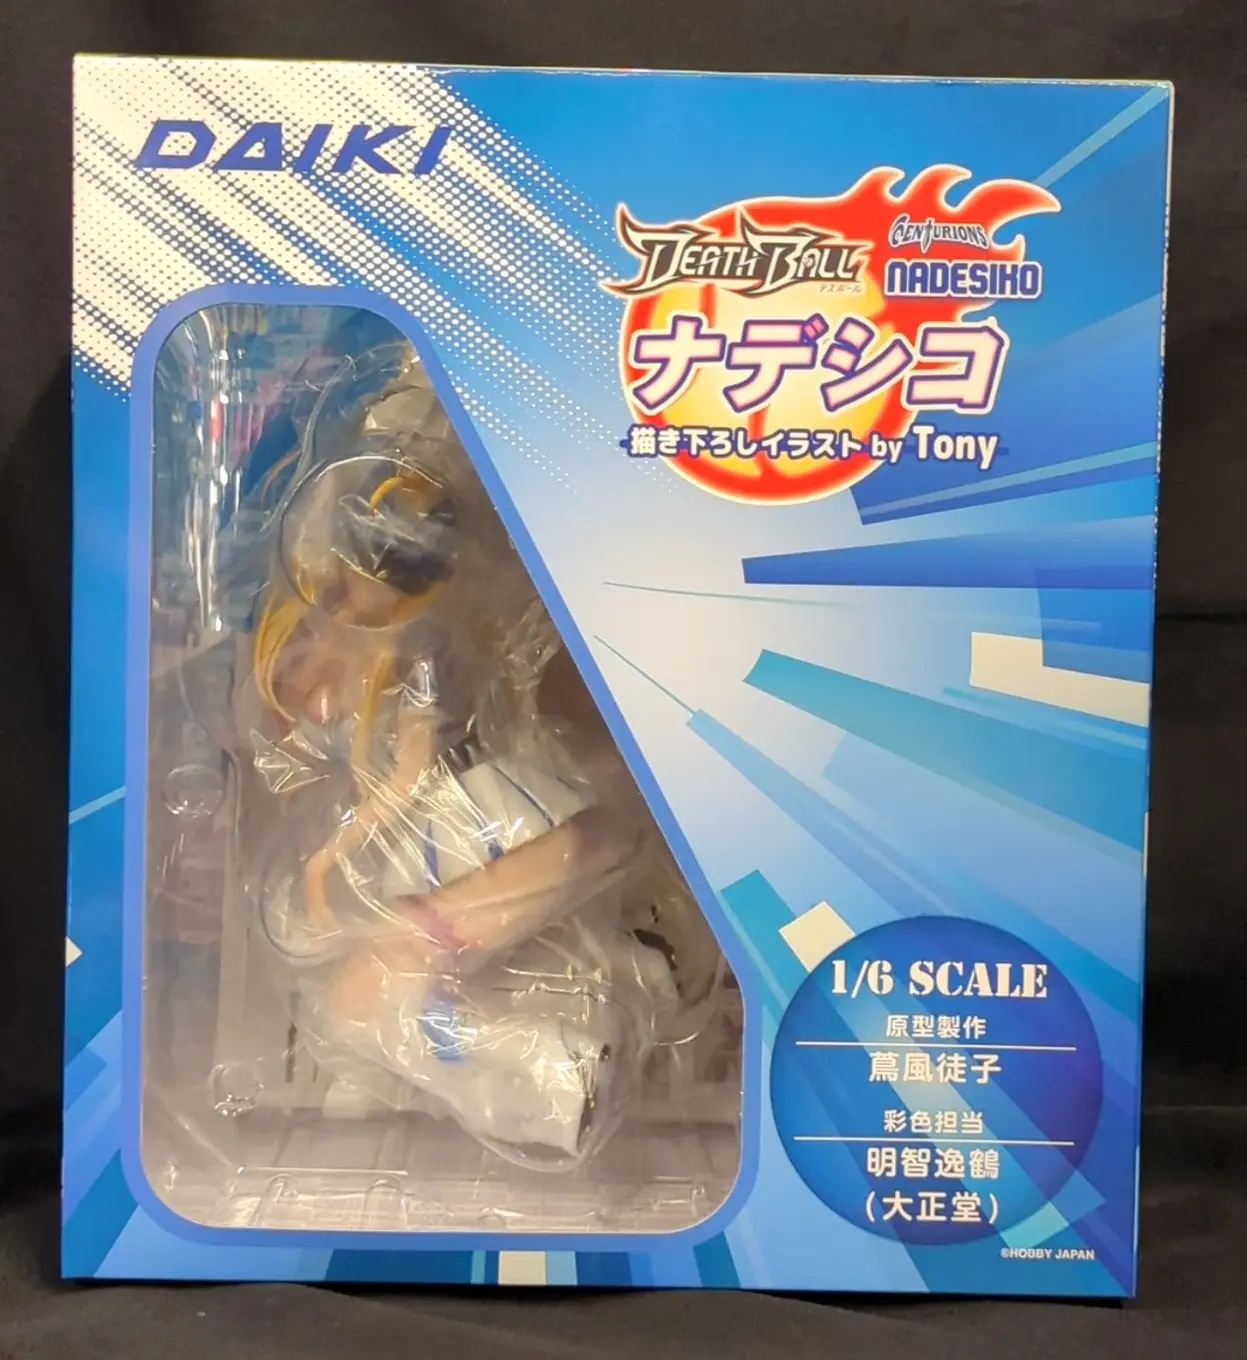 DAIKI
DEATH BALL
デスボール
CENTURIONS
NADESIKO
ナデシコ
描き下ろしイラスト by Tony
1/6 SCALE
原型製作
蔦風徒子
彩色担当
明智逸鶴
(大正堂)
©HOBBY JAPAN